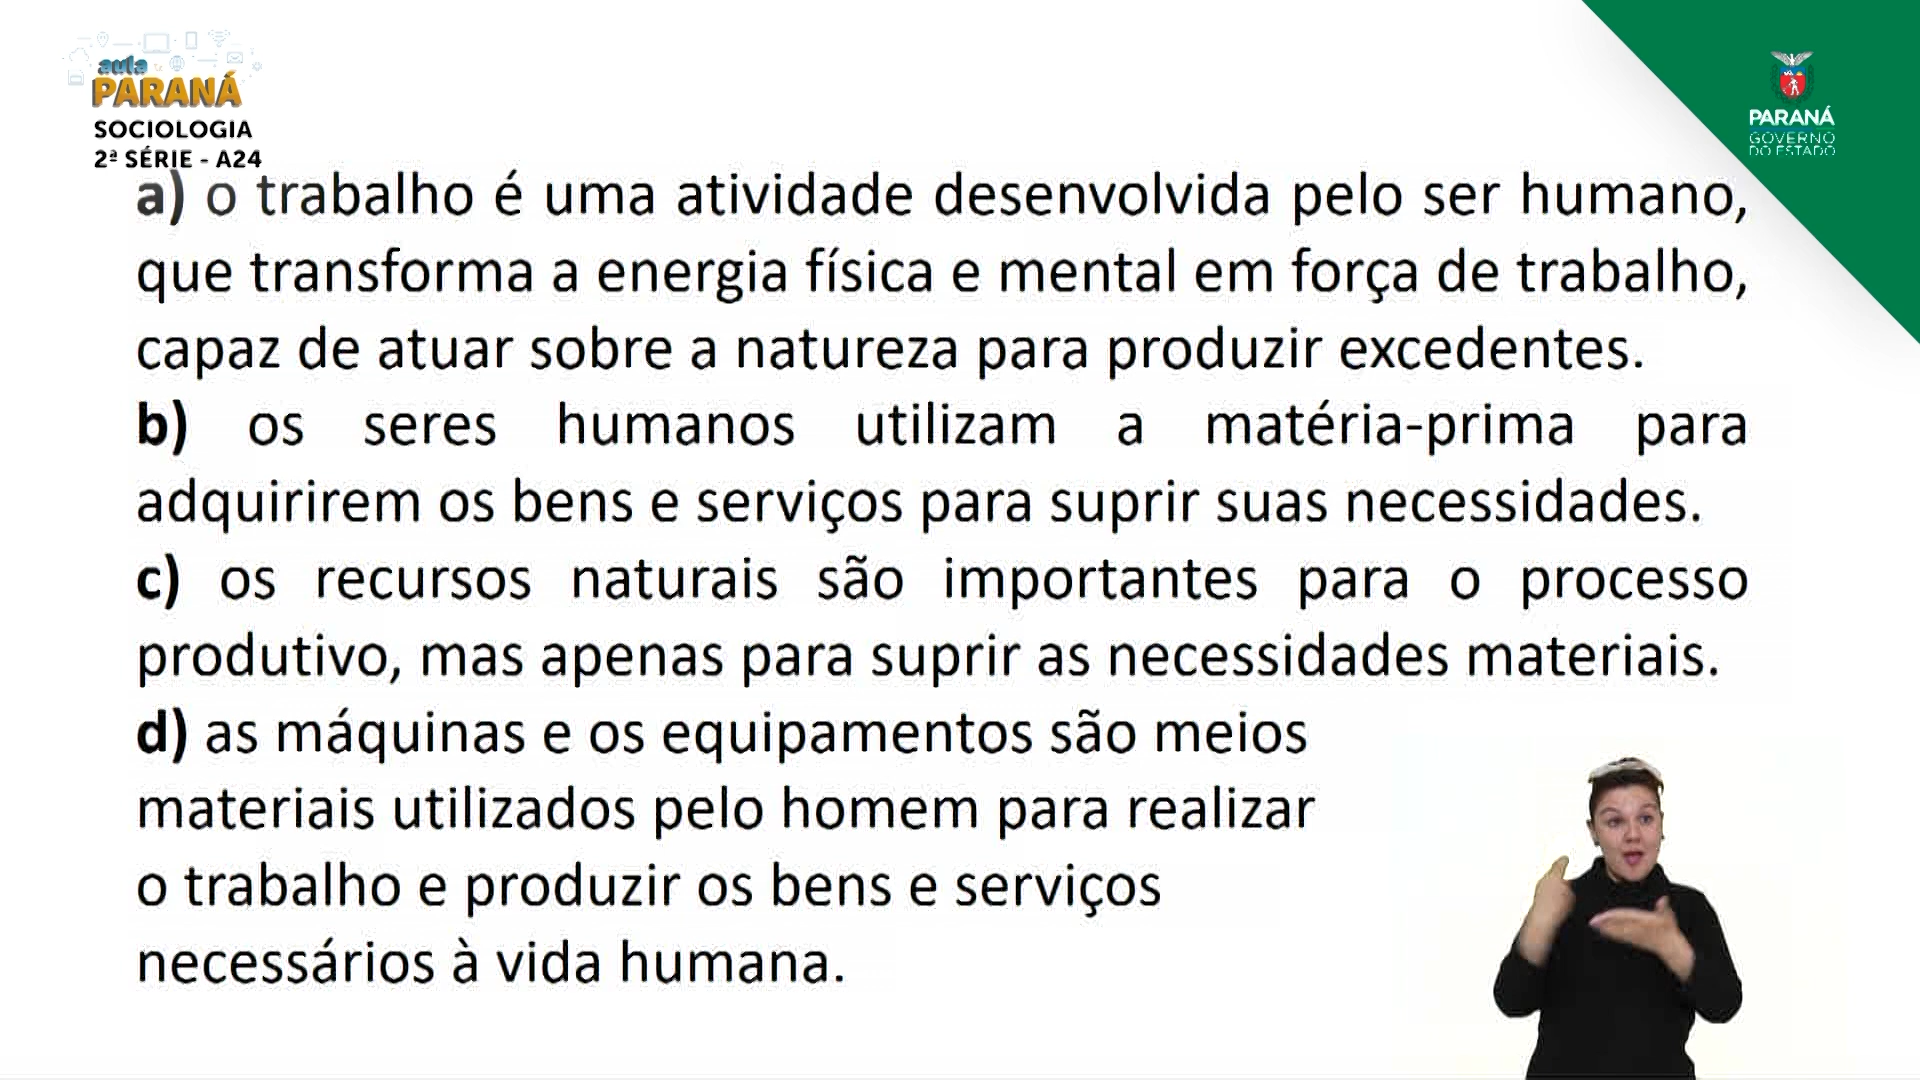 aula
PARANÁ
SOCIOLOGIA
2ª SÉRIE - A24
PARANÁ
GOVERNO
DO ESTADO
a) o trabalho é uma atividade desenvolvida pelo ser humano,
que transforma a energia física e mental em força de trabalho,
capaz de atuar sobre a natureza para produzir excedentes.
b) os seres humanos utilizam a matéria-prima para
adquirirem os bens e serviços para suprir suas necessidades.
c) os recursos naturais são importantes para o processo
produtivo, mas apenas para suprir as necessidades materiais.
d) as máquinas e os equipamentos são meios
materiais utilizados pelo homem para realizar
o trabalho e produzir os bens e serviços
necessários à vida humana.